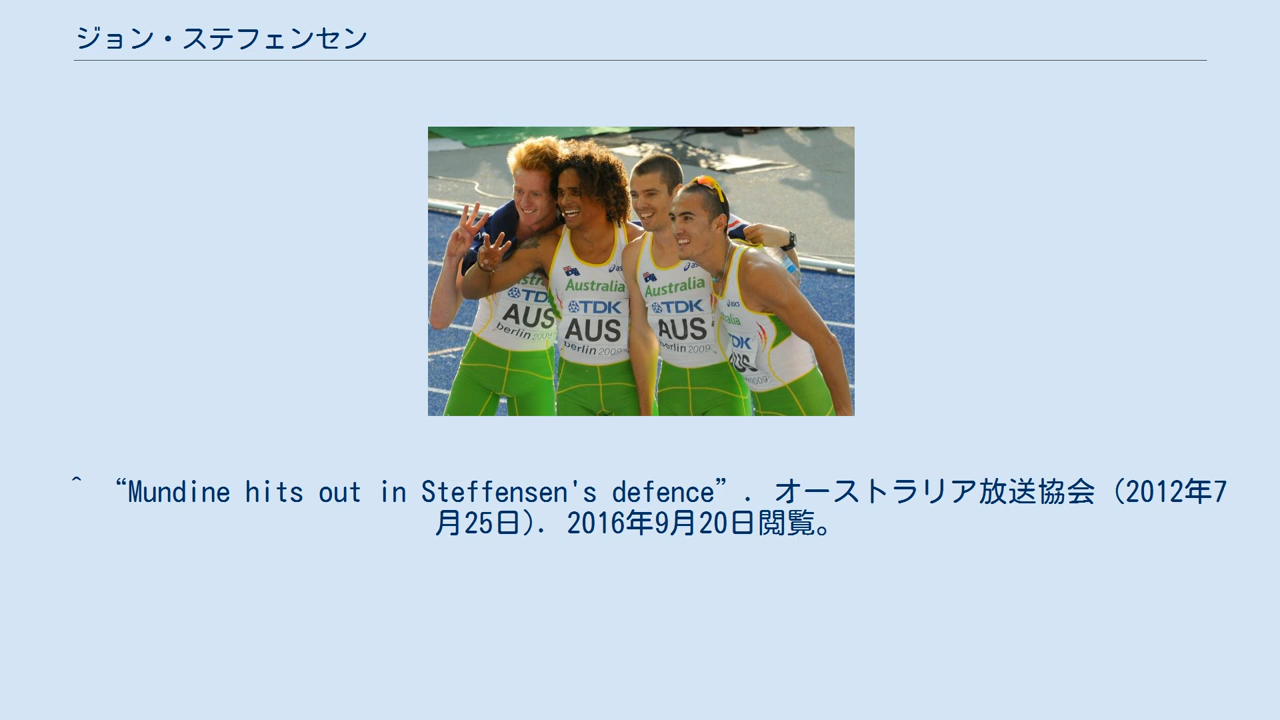 ジョン・ステフェンセン
Australia TDK AUS berlin 2009
Australia TDK AUS berlin 2009
TDK AUS berlin 2009
asics
^ “Mundine hits out in Steffensen's defence”. オーストラリア放送協会 (2012年7
月25日). 2016年9月20日閲覧。